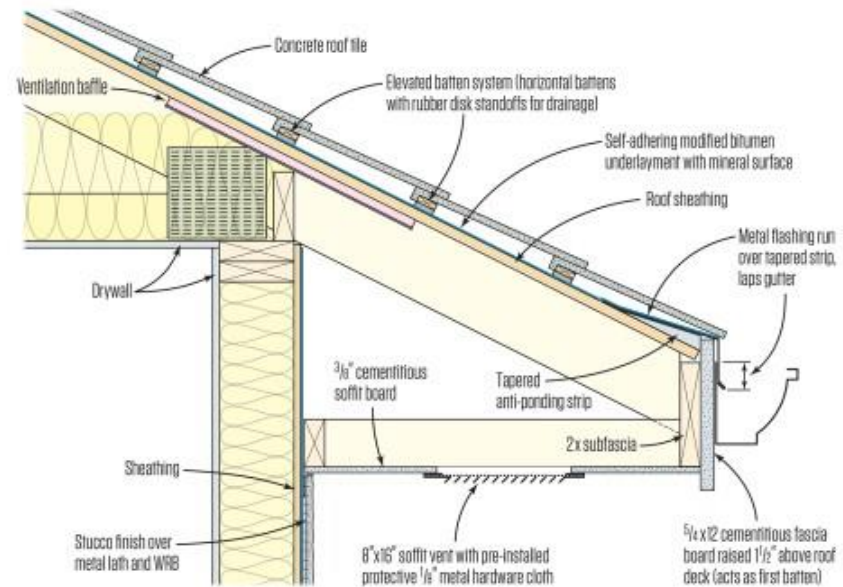 Concrete roof tile
Ventilation baffle
Elevated batten system (horizontal battens
with rubber disk standoffs for drainage)
Self-adhering modified bitumen
underlayment with mineral surface
Roof sheathing
Metal flashing run
over tapered strip,
laps gutter
Drywall
3/8" cementitious
soffit board
Tapered
anti-ponding strip
2x subfascia
Sheathing
Stucco finish over
metal lath and WRB
8"x16" soffit vent with pre-installed
protective 1/8" metal hardware cloth
5/4 x12 cementitious fascia
board raised 1 1/2" above roof
deck (acts as first batten)